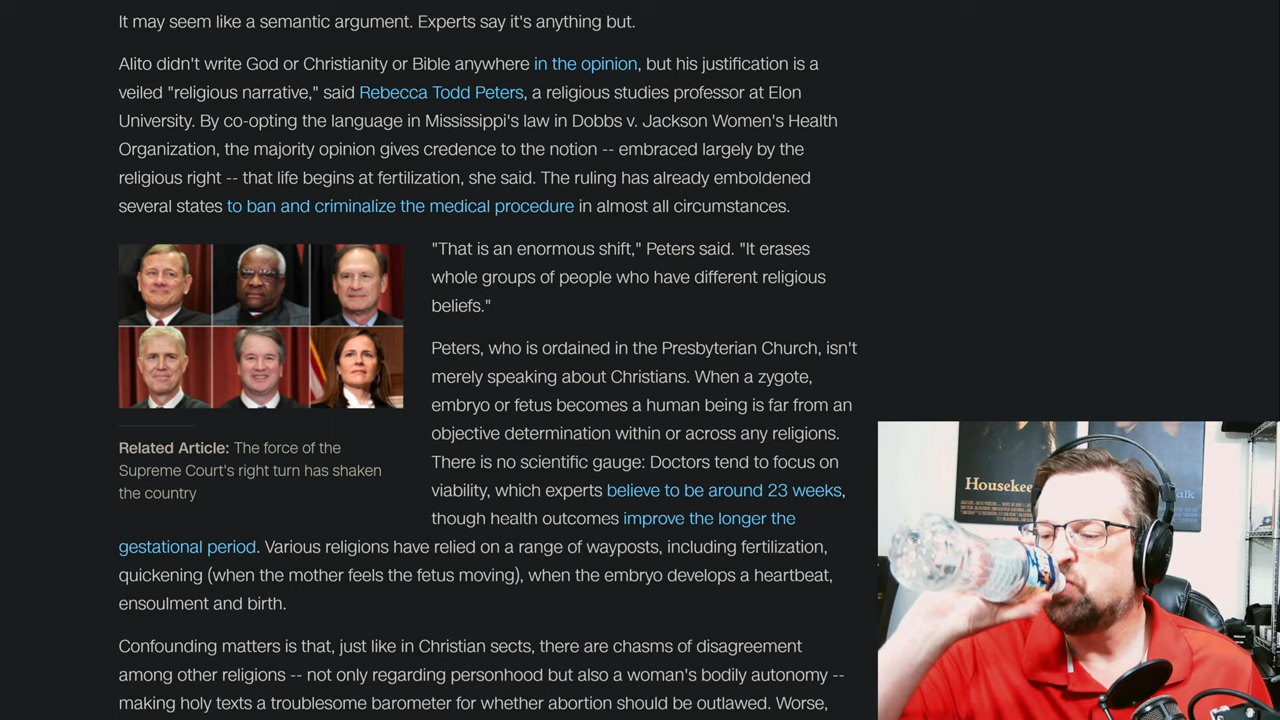 It may seem like a semantic argument. Experts say it's anything but.
Alito didn't write God or Christianity or Bible anywhere in the opinion, but his justification is a
veiled "religious narrative," said Rebecca Todd Peters, a religious studies professor at Elon
University. By co-opting the language in Mississippi's law in Dobbs v. Jackson Women's Health
Organization, the majority opinion gives credence to the notion -- embraced largely by the
religious right -- that life begins at fertilization, she said. The ruling has already emboldened
several states to ban and criminalize the medical procedure in almost all circumstances.
"That is an enormous shift," Peters said. "It erases
whole groups of people who have different religious
beliefs."
Peters, who is ordained in the Presbyterian Church, isn't
merely speaking about Christians. When a zygote,
embryo or fetus becomes a human being is far from an
objective determination within or across any religions.
There is no scientific gauge: Doctors tend to focus on
viability, which experts believe to be around 23 weeks,
though health outcomes improve the longer the
gestational period. Various religions have relied on a range of wayposts, including fertilization,
quickening (when the mother feels the fetus moving), when the embryo develops a heartbeat,
ensoulment and birth.
Confounding matters is that, just like in Christian sects, there are chasms of disagreement
among other religions -- not only regarding personhood but also a woman's bodily autonomy --
making holy texts a troublesome barometer for whether abortion should be outlawed. Worse,
Related Article: The force of the
Supreme Court's right turn has shaken
the country
Housekee
alk